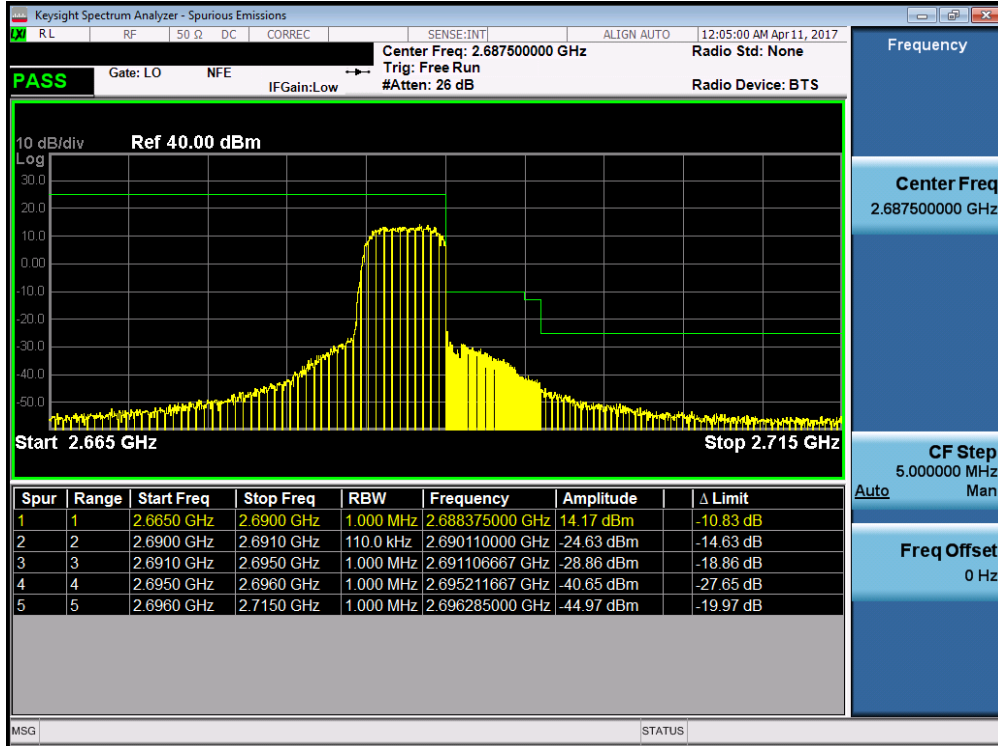 Keysight Spectrum Analyzer - Spurious Emissions
LXI RL RF 50 Ω DC CORREC SENSE:INT ALIGN AUTO 12:05:00 AM Apr 11, 2017
Center Freq: 2.687500000 GHz Radio Std: None
Trig: Free Run
PASS Gate: LO NFE IFGain:Low #Atten: 26 dB Radio Device: BTS
10 dB/div Ref 40.00 dBm
Log
30.0
20.0
10.0
0.00
-10.0
-20.0
-30.0
-40.0
-50.0
Start 2.665 GHz Stop 2.715 GHz
Spur Range Start Freq Stop Freq RBW Frequency Amplitude Δ Limit
1 1 2.6650 GHz 2.6900 GHz 1.000 MHz 2.688375000 GHz 14.17 dBm -10.83 dB
2 2 2.6900 GHz 2.6910 GHz 110.0 kHz 2.690110000 GHz -24.63 dBm -14.63 dB
3 3 2.6910 GHz 2.6950 GHz 1.000 MHz 2.691106667 GHz -28.86 dBm -18.86 dB
4 4 2.6950 GHz 2.6960 GHz 1.000 MHz 2.695211667 GHz -40.65 dBm -27.65 dB
5 5 2.6960 GHz 2.7150 GHz 1.000 MHz 2.696285000 GHz -44.97 dBm -19.97 dB
MSG STATUS
Frequency
Center Freq
2.687500000 GHz
CF Step
5.000000 MHz
Auto Man
Freq Offset
0 Hz